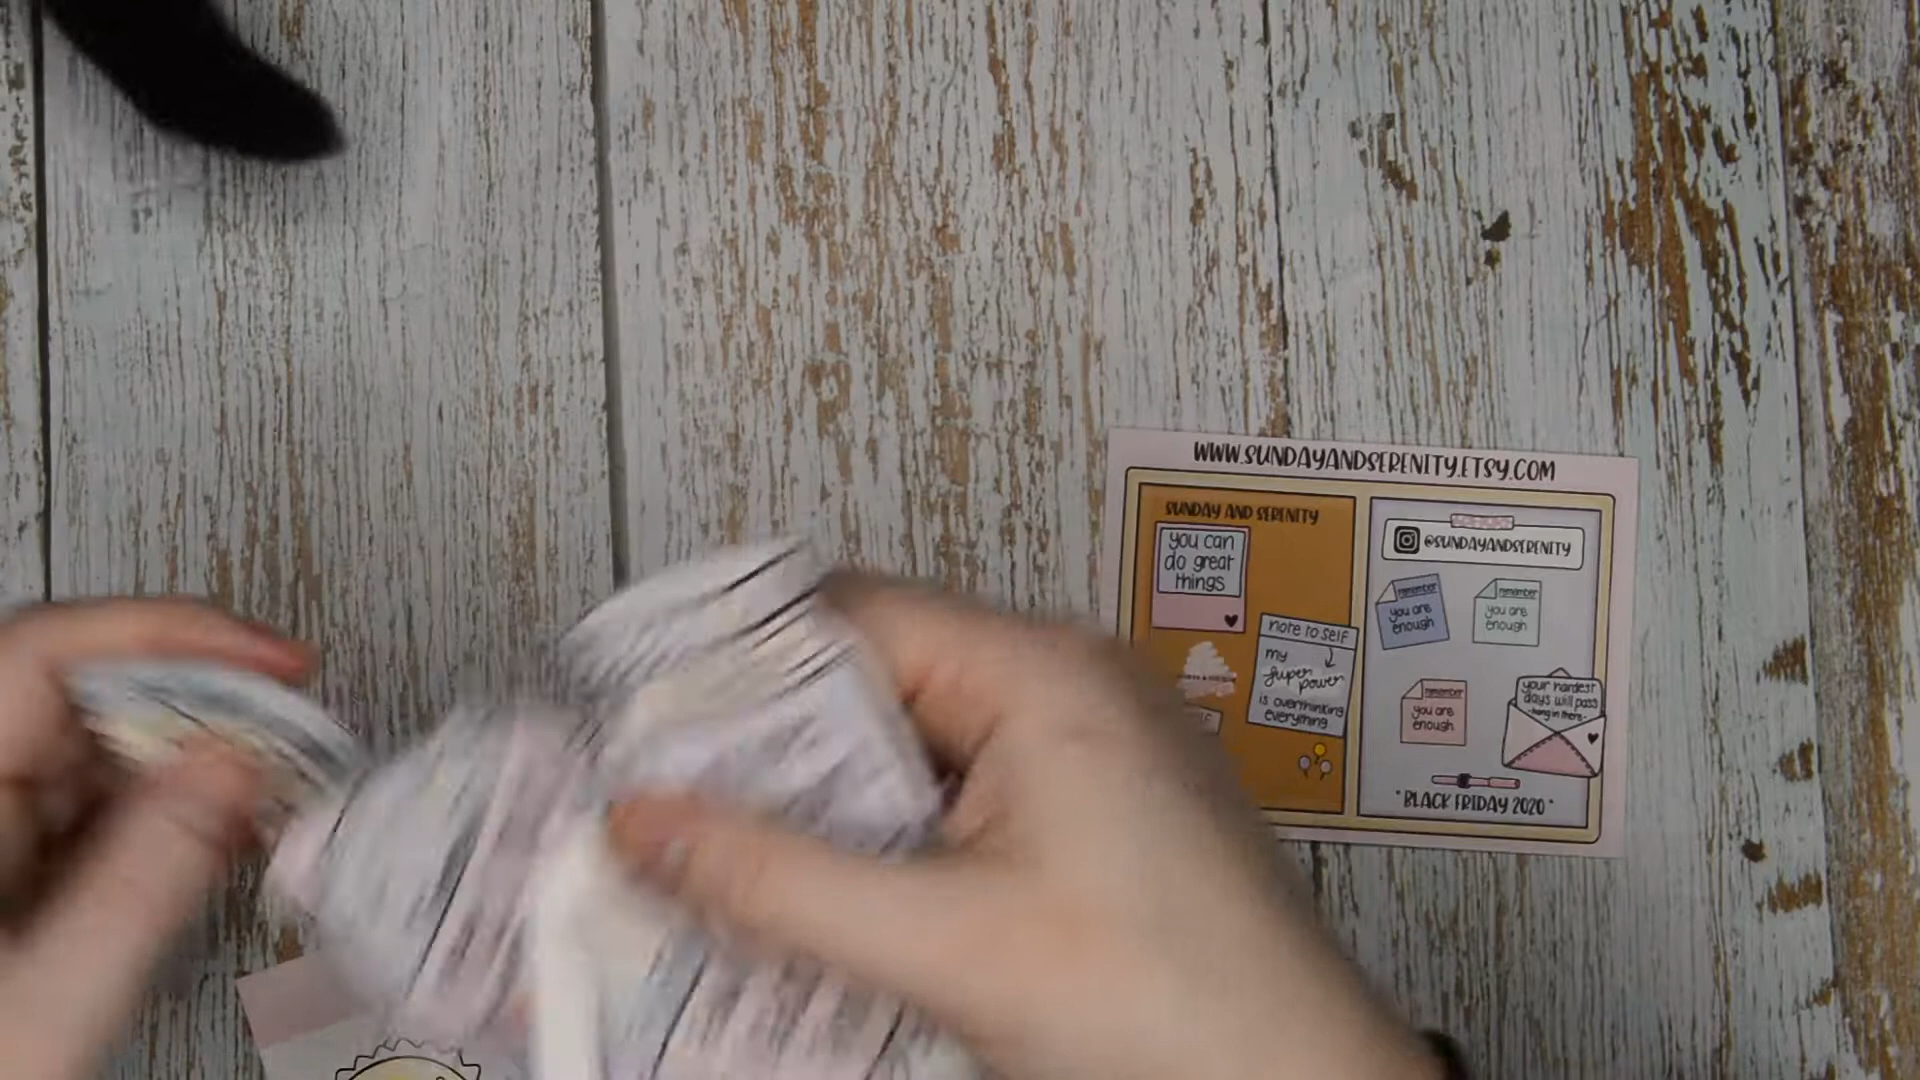 WWW.SUNDAYANDSERENITY.ETSY.COM
SUNDAY AND SERENITY
you can
do great
things
note to self
my
super
power
is overthinking
everything
@SUNDAYANDSERENITY
remember
you are
enough
remember
you are
enough
remember
you are
enough
your hardest
days will pass
-hang in there-
*BLACK FRIDAY 2020*